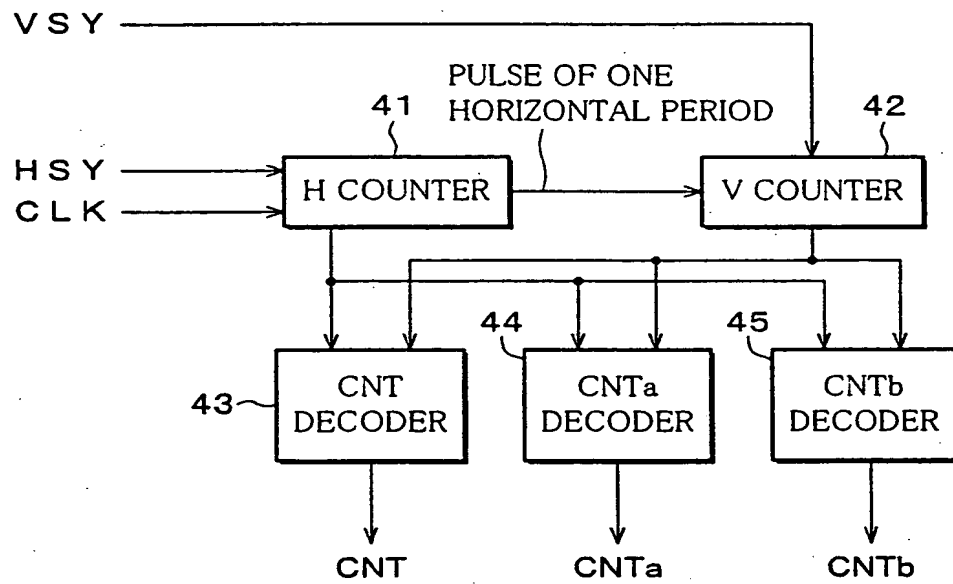 VSY
PULSE OF ONE
HORIZONTAL PERIOD
41
42
HSY
CLK
H COUNTER
V COUNTER
43
44
45
CNT
DECODER
CNTa
DECODER
CNTb
DECODER
CNT
CNTa
CNTb